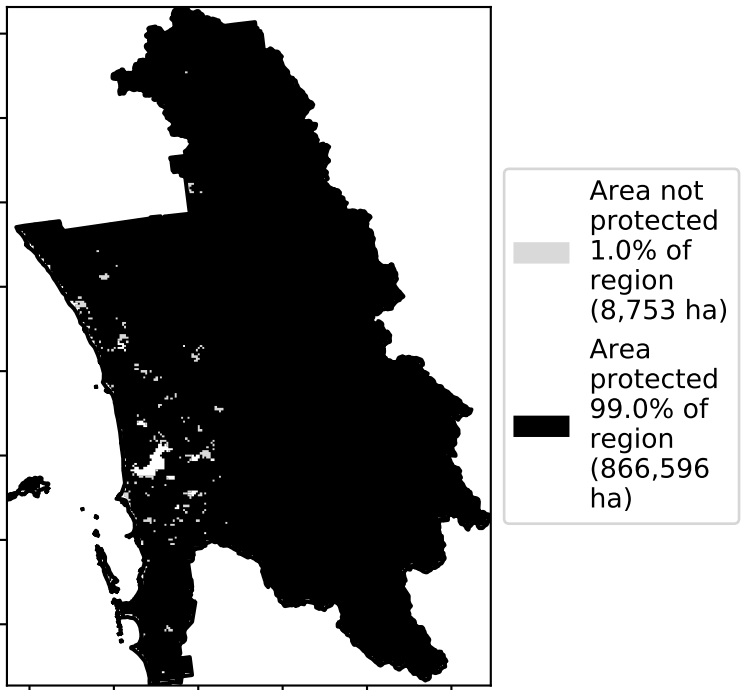 Area not
protected
1.0% of
region
(8,753 ha)
Area
protected
99.0% of
region
(866,596
ha)